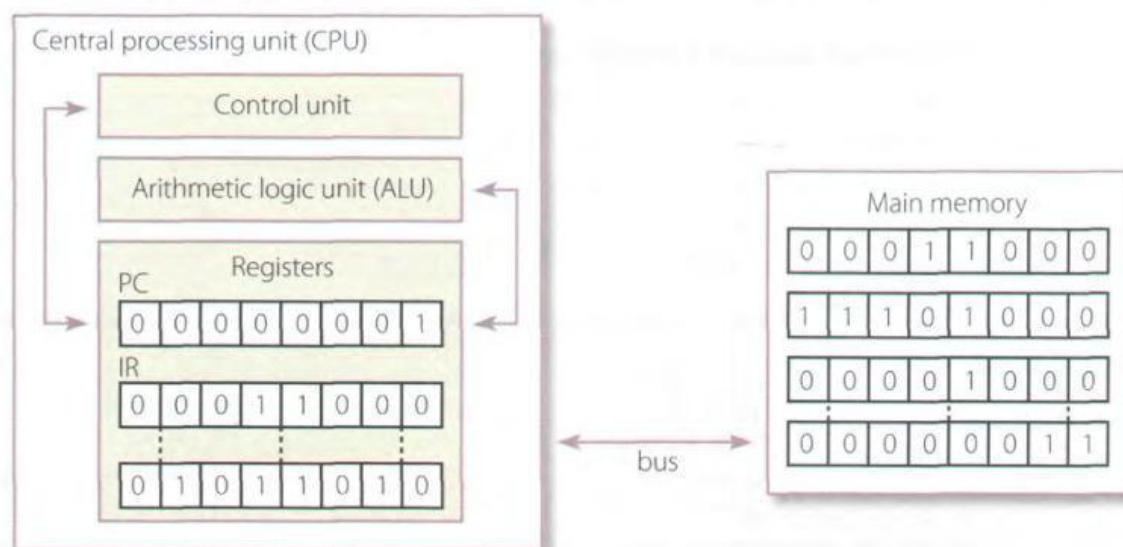 Central processing unit (CPU)
Control unit
Arithmetic logic unit (ALU)
Registers
PC
0 0 0 0 0 0 0 1
IR
0 0 0 1 1 0 0 0
0 1 0 1 1 0 1 0
bus
Main memory
0 0 0 1 1 0 0 0
1 1 1 0 1 0 0 0
0 0 0 0 1 0 0 0
0 0 0 0 0 0 1 1